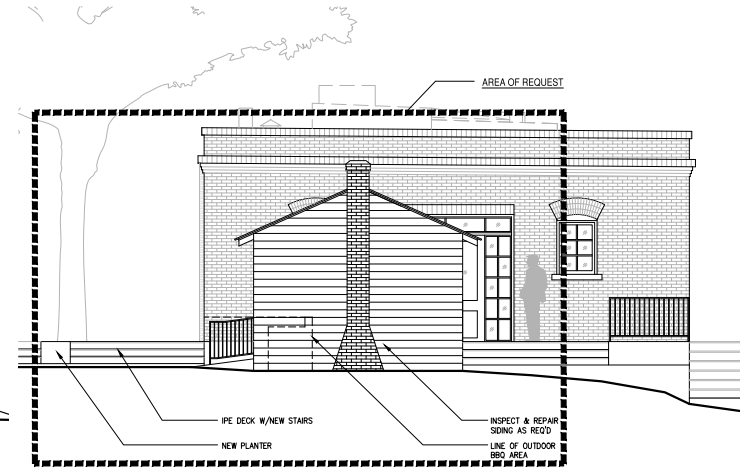 AREA OF REQUEST
IPE DECK W/NEW STAIRS
NEW PLANTER
INSPECT & REPAIR
SIDING AS REQ'D
LINE OF OUTDOOR
BBQ AREA